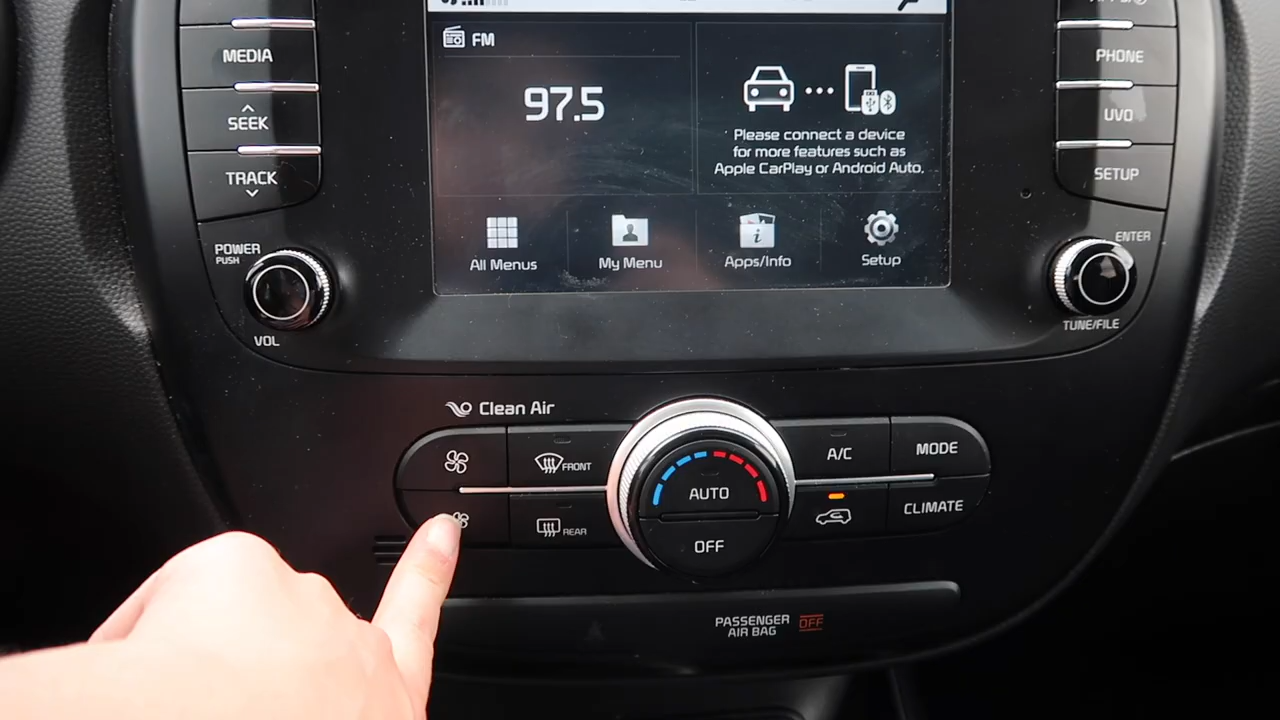 MEDIA
SEEK
TRACK
POWER
PUSH
VOL
FM
97.5
Please connect a device
for more features such as
Apple CarPlay or Android Auto.
All Menus
My Menu
Apps/Info
Setup
PHONE
UVO
SETUP
ENTER
TUNE/FILE
Clean Air
FRONT
REAR
AUTO
OFF
A/C
MODE
CLIMATE
PASSENGER
AIR BAG OFF